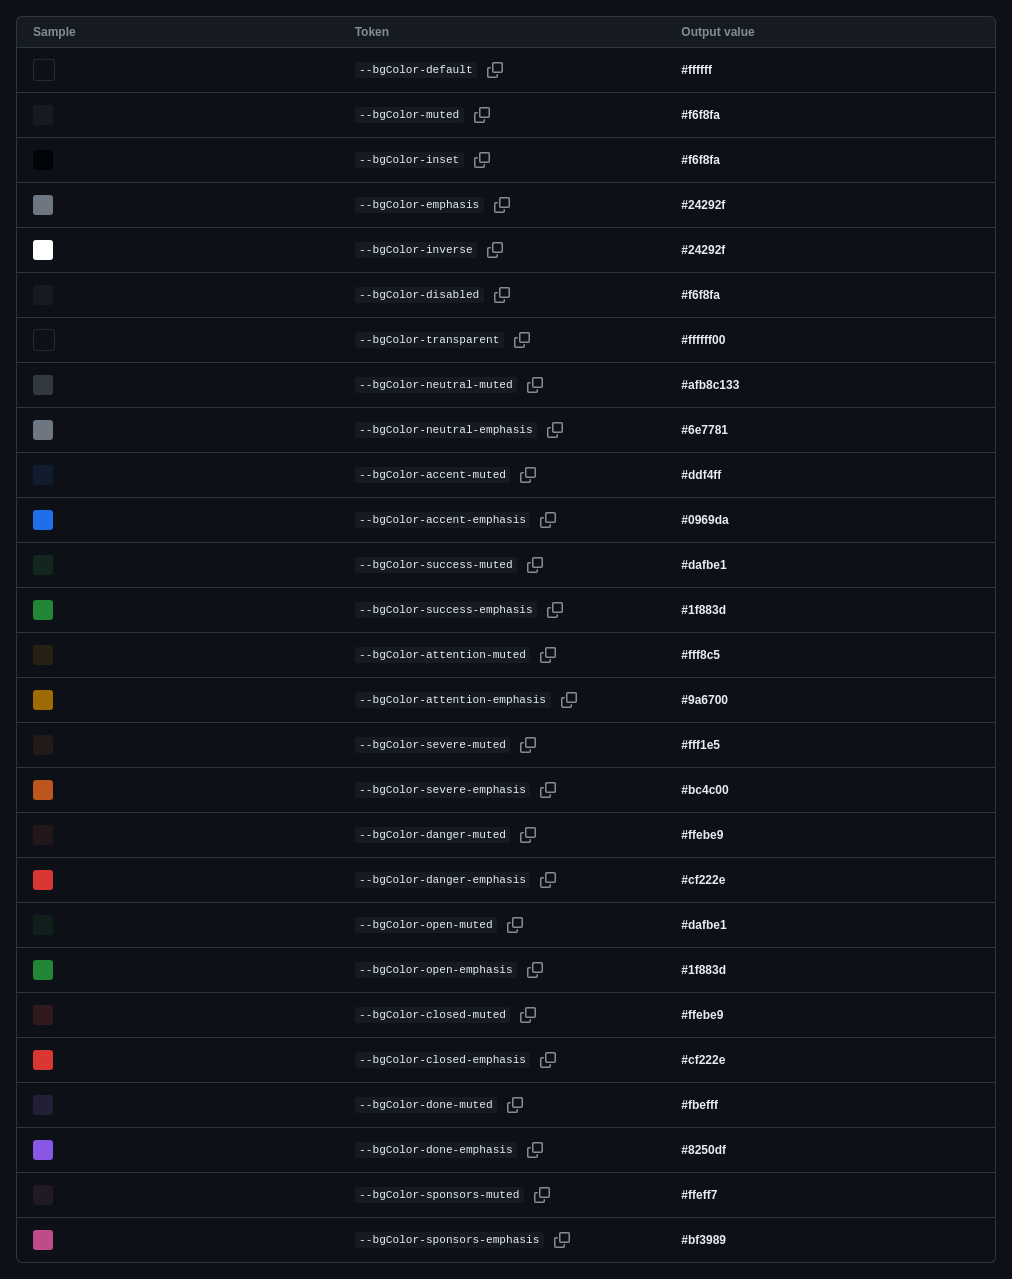 Sample Token Output value
--bgColor-default #ffffff
--bgColor-muted #f6f8fa
--bgColor-inset #f6f8fa
--bgColor-emphasis #24292f
--bgColor-inverse #24292f
--bgColor-disabled #f6f8fa
--bgColor-transparent #ffffff00
--bgColor-neutral-muted #afb8c133
--bgColor-neutral-emphasis #6e7781
--bgColor-accent-muted #ddf4ff
--bgColor-accent-emphasis #0969da
--bgColor-success-muted #dafbe1
--bgColor-success-emphasis #1f883d
--bgColor-attention-muted #fff8c5
--bgColor-attention-emphasis #9a6700
--bgColor-severe-muted #fff1e5
--bgColor-severe-emphasis #bc4c00
--bgColor-danger-muted #ffebe9
--bgColor-danger-emphasis #cf222e
--bgColor-open-muted #dafbe1
--bgColor-open-emphasis #1f883d
--bgColor-closed-muted #ffebe9
--bgColor-closed-emphasis #cf222e
--bgColor-done-muted #fbefff
--bgColor-done-emphasis #8250df
--bgColor-sponsors-muted #ffeff7
--bgColor-sponsors-emphasis #bf3989